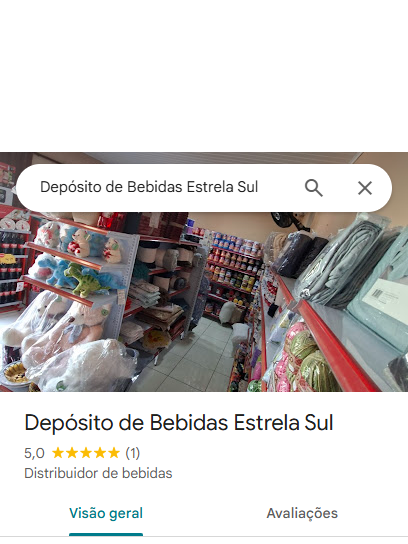 Depósito de Bebidas Estrela Sul
Depósito de Bebidas Estrela Sul
5,0 (1)
Distribuidor de bebidas
Visão geral Avaliações